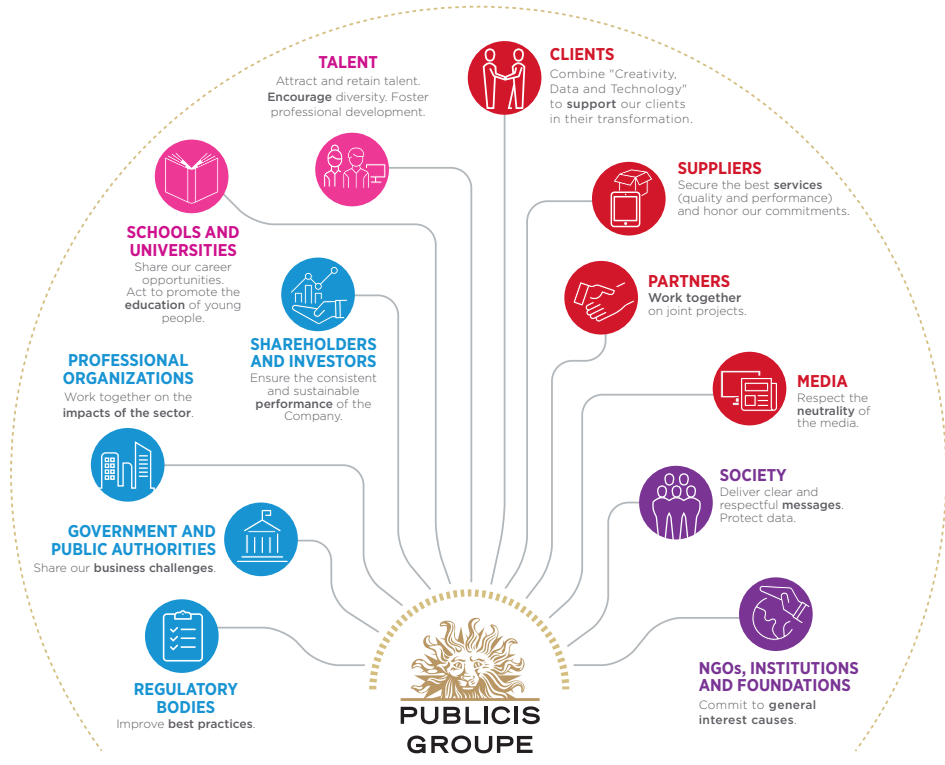 TALENT
Attract and retain talent.
Encourage diversity. Foster
professional development.
CLIENTS
Combine "Creativity,
Data and Technology"
to support our clients
in their transformation.
SUPPLIERS
Secure the best services
(quality and performance)
and honor our commitments.
SCHOOLS AND
UNIVERSITIES
Share our career
opportunities.
Act to promote the
education of young
people.
PARTNERS
Work together
on joint projects.
SHAREHOLDERS
AND INVESTORS
Ensure the consistent
and sustainable
performance of the
Company.
PROFESSIONAL
ORGANIZATIONS
Work together on the
impacts of the sector.
MEDIA
Respect the
neutrality of
the media.
SOCIETY
Deliver clear and
respectful messages.
Protect data.
GOVERNMENT AND
PUBLIC AUTHORITIES
Share our business challenges.
NGOs, INSTITUTIONS
AND FOUNDATIONS
Commit to general
interest causes.
REGULATORY
BODIES
Improve best practices.
PUBLICIS
GROUPE